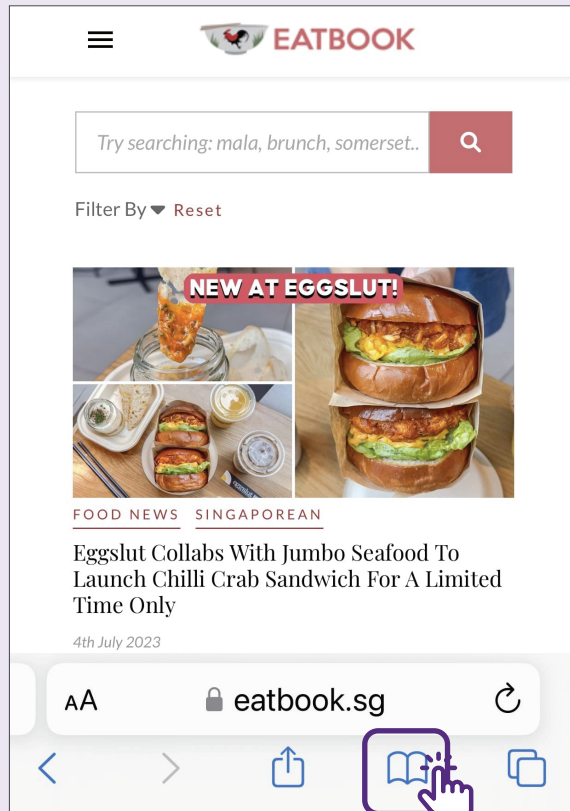 EATBOOK
Try searching: mala, brunch, somerset..
Filter By Reset
NEW AT EGGSLUT!
FOOD NEWS SINGAPOREAN
Eggslut Collabs With Jumbo Seafood To
Launch Chilli Crab Sandwich For A Limited
Time Only
4th July 2023
AA eatbook.sg